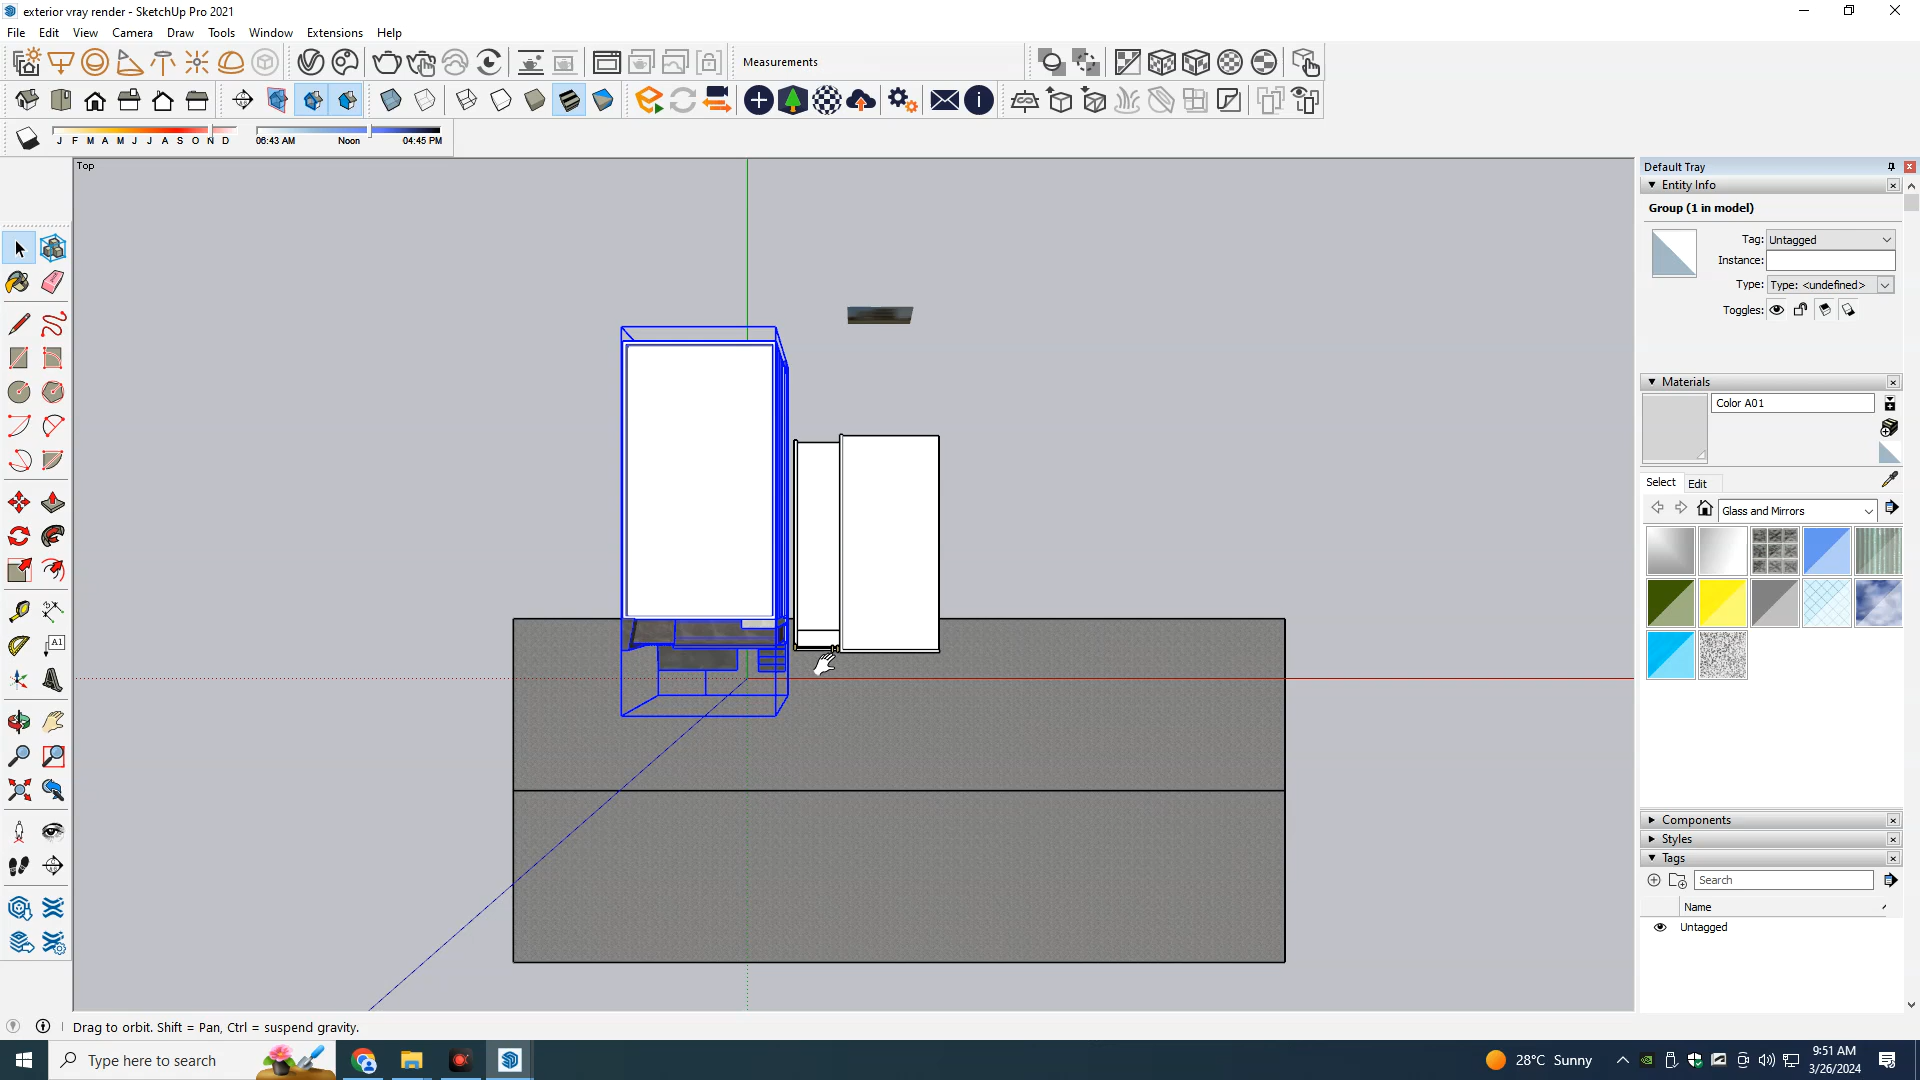 exterior vray render - SketchUp Pro 2021
File Edit View Camera Draw Tools Window Extensions Help
Measurements
J F M A M J J A S O N D
06:43 AM Noon 04:45 PM
Top
Default Tray
Entity Info
Group (1 in model)
Tag: Untagged
Instance:
Type: Type: <undefined>
Toggles:
Materials
Color A01
Select Edit
Glass and Mirrors
Components
Styles
Tags
Search
Name
Untagged
A1
Drag to orbit. Shift = Pan, Ctrl = suspend gravity.
Type here to search
28°C Sunny
9:51 AM
3/26/2024